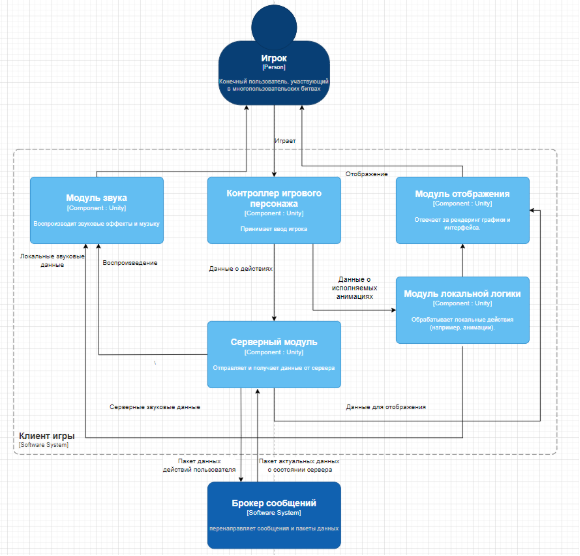 Игрок
[Person]
Конечный пользователь, участвующий
в многопользовательских битвах
Играет
Отображение
Модуль звука
[Component : Unity]
Воспроизводит звуковые эффекты и музыку
Контроллер игрового
персонажа
[Component : Unity]
Принимает ввод игрока
Модуль отображения
[Component : Unity]
Отвечает за рендеринг графики и
интерфейса.
Локальные звуковые
данные
Воспроизведение
Данные о действиях
Данные о
исполняемых
анимациях
Модуль локальной логики
[Component : Unity]
Обрабатывает локальные действия
(например, анимации).
Серверный модуль
[Component : Unity]
Отправляет и получает данные от сервера
Серверные звуковые данные
Данные для отображения
Клиент игры
[Software System]
Пакет данных
действий пользователя
Пакет актуальных данных
о состоянии сервера
Брокер сообщений
[Software System]
перенаправляет сообщения и пакеты данных